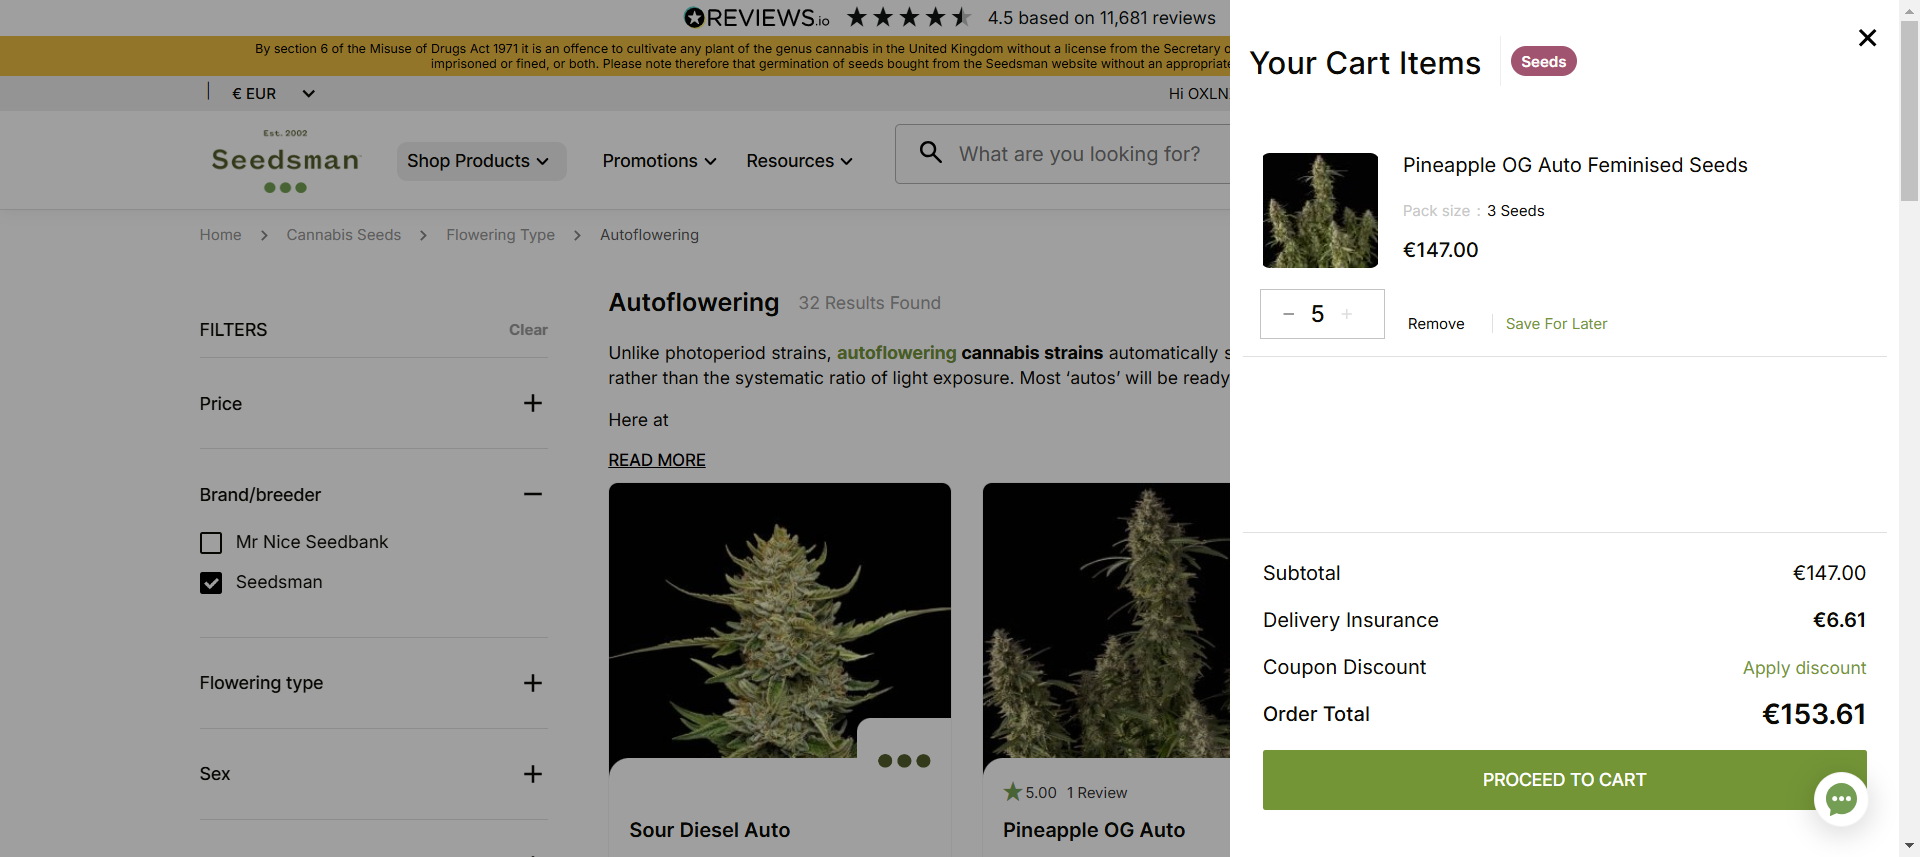 REVIEWS.io 4.5 based on 11,681 reviews
By section 6 of the Misuse of Drugs Act 1971 it is an offence to cultivate any plant of the genus cannabis in the United Kingdom without a license from the Secretary o
imprisoned or fined, or both. Please note therefore that germination of seeds bought from the Seedsman website without an appropriate
€ EUR
Hi OXLN
Est. 2002
Seedsman
Shop Products
Promotions
Resources
What are you looking for?
Home > Cannabis Seeds > Flowering Type > Autoflowering
FILTERS
Clear
Price
Brand/breeder
Mr Nice Seedbank
Seedsman
Flowering type
Sex
Autoflowering 32 Results Found
Unlike photoperiod strains, autoflowering cannabis strains automatically s
rather than the systematic ratio of light exposure. Most ‘autos’ will be ready
Here at
READ MORE
Sour Diesel Auto
5.00 1 Review
Pineapple OG Auto
Your Cart Items
Seeds
Pineapple OG Auto Feminised Seeds
Pack size : 3 Seeds
€147.00
− 5 +
Remove
Save For Later
Subtotal €147.00
Delivery Insurance €6.61
Coupon Discount Apply discount
Order Total €153.61
PROCEED TO CART